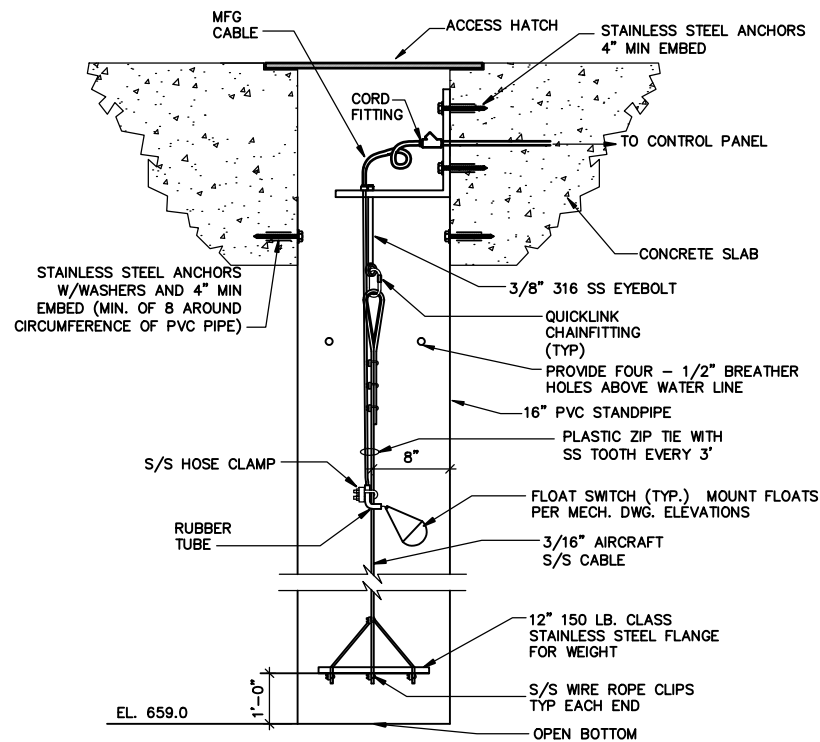 MFG
CABLE
ACCESS HATCH
STAINLESS STEEL ANCHORS
4" MIN EMBED
CORD
FITTING
TO CONTROL PANEL
CONCRETE SLAB
STAINLESS STEEL ANCHORS
W/WASHERS AND 4" MIN
EMBED (MIN. OF 8 AROUND
CIRCUMFERENCE OF PVC PIPE)
3/8" 316 SS EYEBOLT
QUICKLINK
CHAINFITTING
(TYP)
PROVIDE FOUR – 1/2" BREATHER
HOLES ABOVE WATER LINE
16" PVC STANDPIPE
PLASTIC ZIP TIE WITH
SS TOOTH EVERY 3'
8"
S/S HOSE CLAMP
FLOAT SWITCH (TYP.) MOUNT FLOATS
PER MECH. DWG. ELEVATIONS
RUBBER
TUBE
3/16" AIRCRAFT
S/S CABLE
12" 150 LB. CLASS
STAINLESS STEEL FLANGE
FOR WEIGHT
1'-0"
S/S WIRE ROPE CLIPS
TYP EACH END
EL. 659.0
OPEN BOTTOM